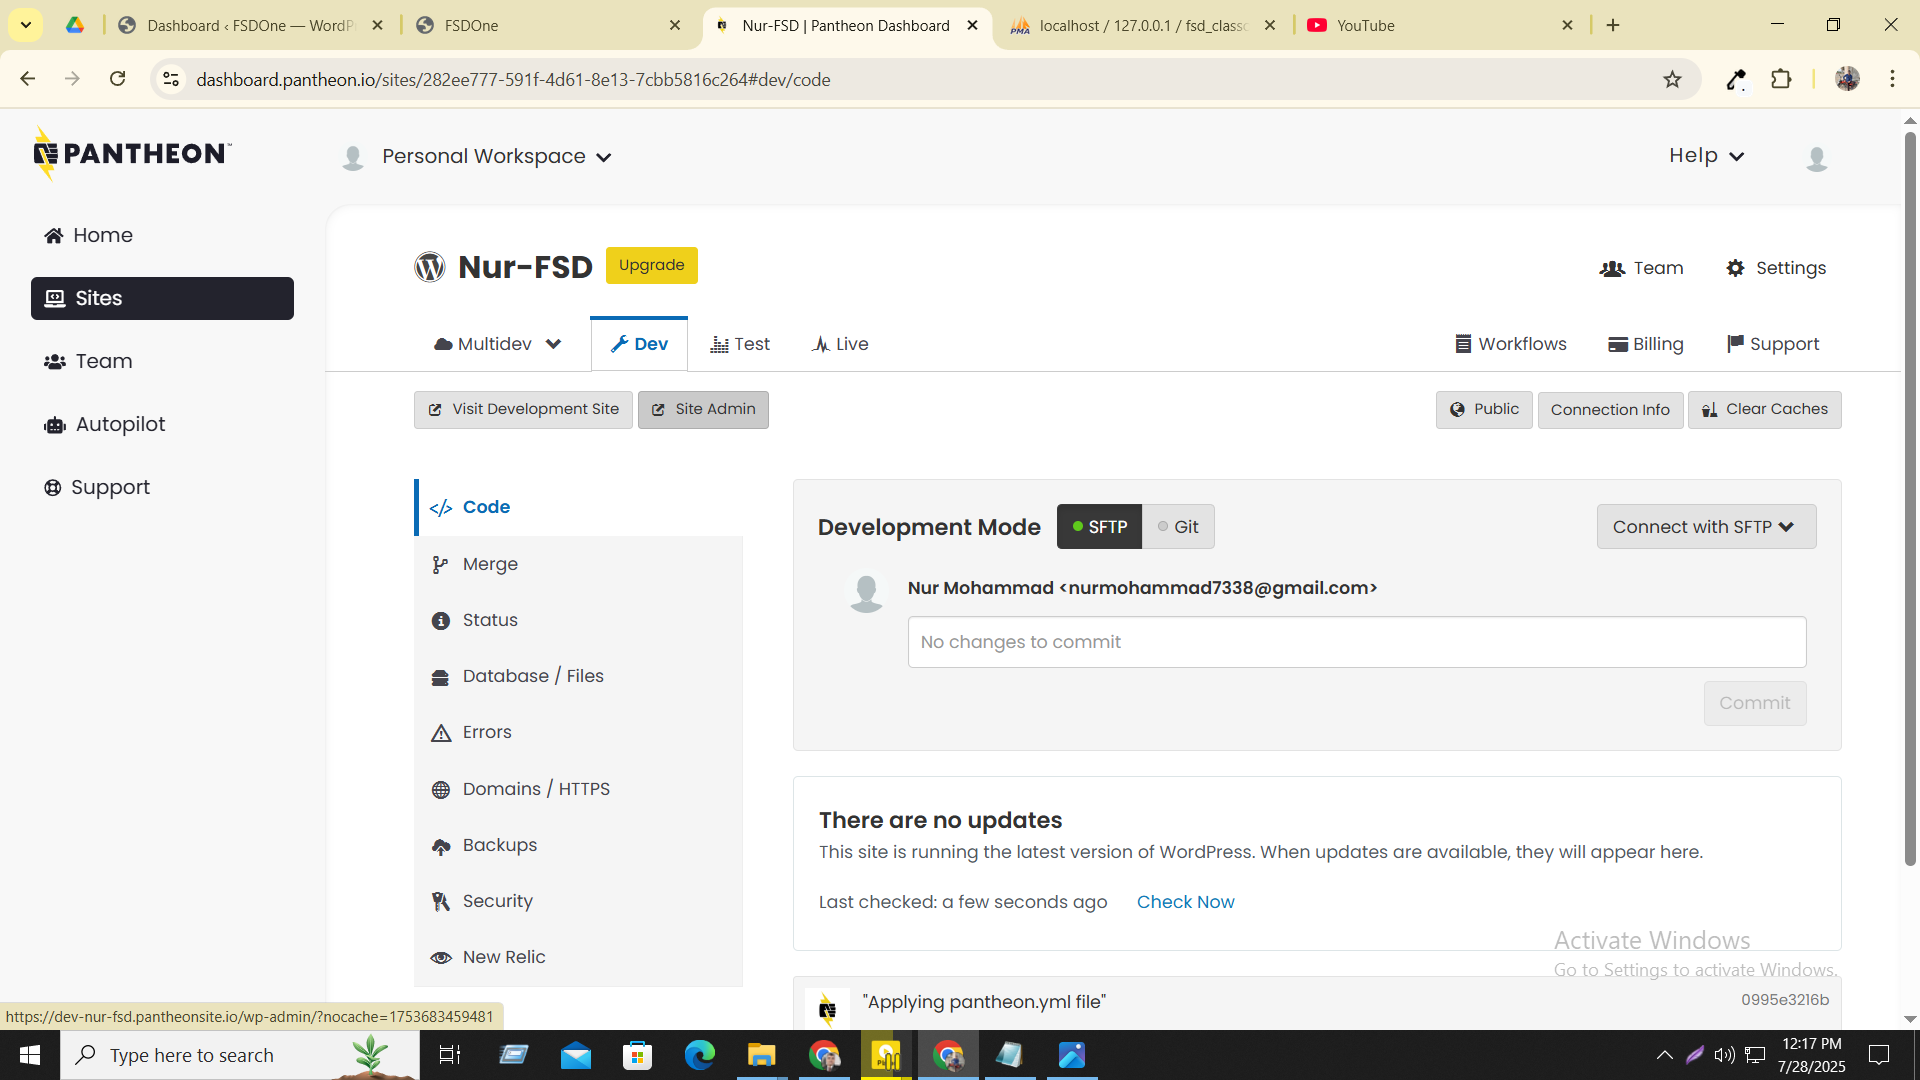 Dashboard ‹ FSDOne — WordP
FSDOne
Nur-FSD | Pantheon Dashboard
localhost / 127.0.0.1 / fsd_classo
YouTube
dashboard.pantheon.io/sites/282ee777-591f-4d61-8e13-7cbb5816c264#dev/code
PANTHEON™
Personal Workspace
Help
Home
Sites
Team
Autopilot
Support
Nur-FSD
Upgrade
Team
Settings
Multidev
Dev
Test
Live
Workflows
Billing
Support
Visit Development Site
Site Admin
Public
Connection Info
Clear Caches
Code
Merge
Status
Database / Files
Errors
Domains / HTTPS
Backups
Security
New Relic
Development Mode
SFTP
Git
Connect with SFTP
Nur Mohammad <nurmohammad7338@gmail.com>
No changes to commit
Commit
There are no updates
This site is running the latest version of WordPress. When updates are available, they will appear here.
Last checked: a few seconds ago
Check Now
Activate Windows
Go to Settings to activate Windows.
"Applying pantheon.yml file"
0995e3216b
https://dev-nur-fsd.pantheonsite.io/wp-admin/?nocache=1753683459481
Type here to search
12:17 PM
7/28/2025